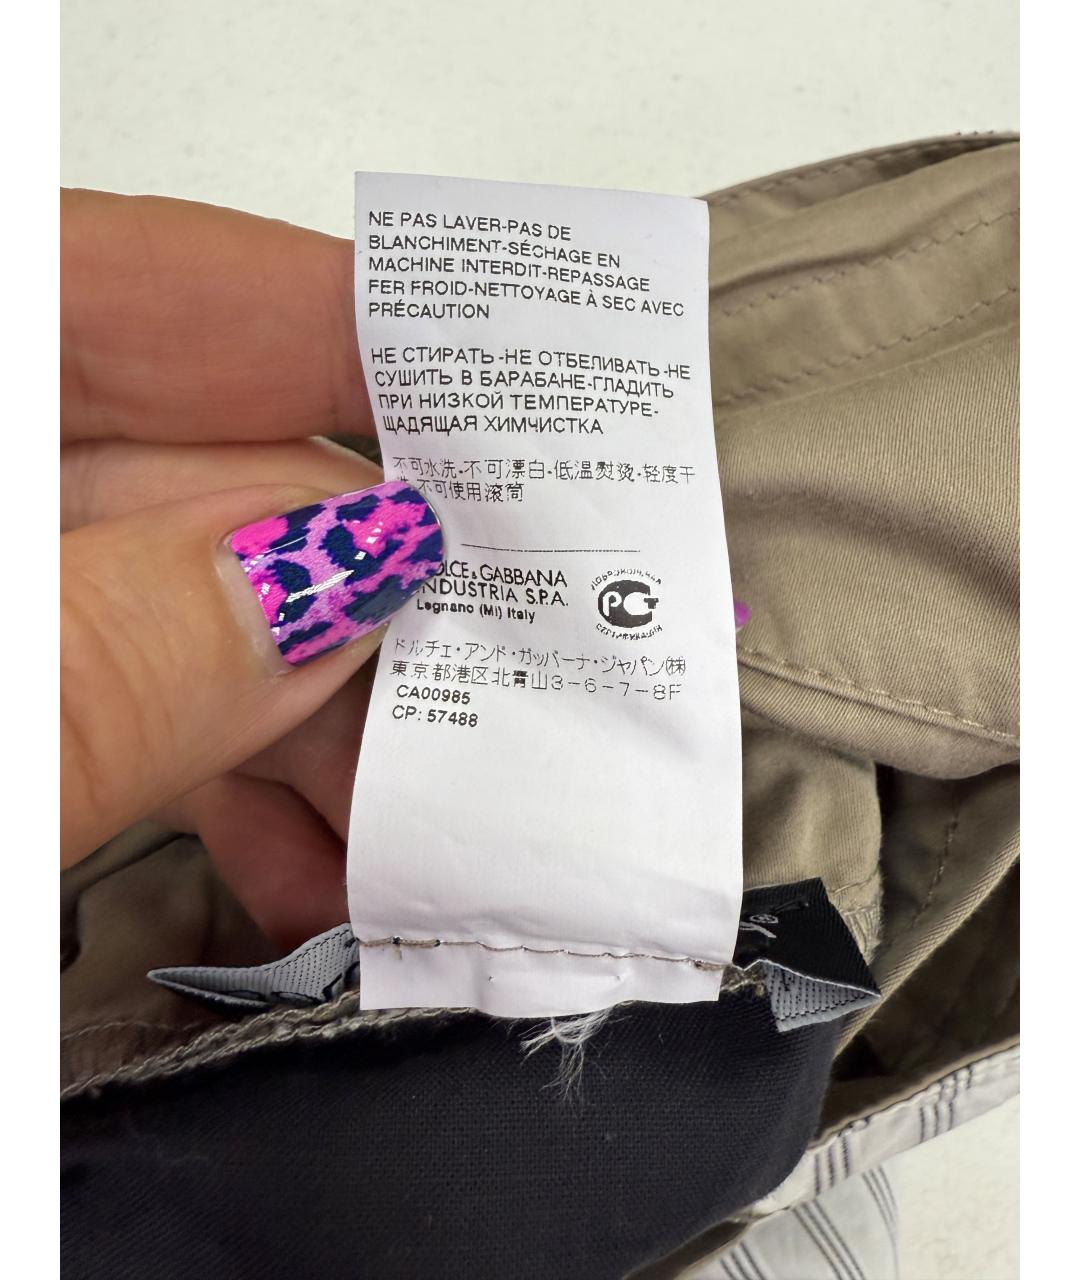 NE PAS LAVER-PAS DE
BLANCHIMENT-SÉCHAGE EN
MACHINE INTERDIT-REPASSAGE
FER FROID-NETTOYAGE À SEC AVEC
PRÉCAUTION
НЕ СТИРАТЬ-НЕ ОТБЕЛИВАТЬ-НЕ
СУШИТЬ В БАРАБАНЕ-ГЛАДИТЬ
ПРИ НИЗКОЙ ТЕМПЕРАТУРЕ-
ЩАДЯЩАЯ ХИМЧИСТКА
不可水洗·不可漂白·低温熨烫·轻度干
不可使用滚筒
GABBANA
INDUSTRIA S.P.A.
Legnano (Mi) Italy
РСТ
ドルチェ・アンド・ガッバーナ・ジャパン㈱
東京都港区北青山3-6-7-8F
CA00985
CP: 57488